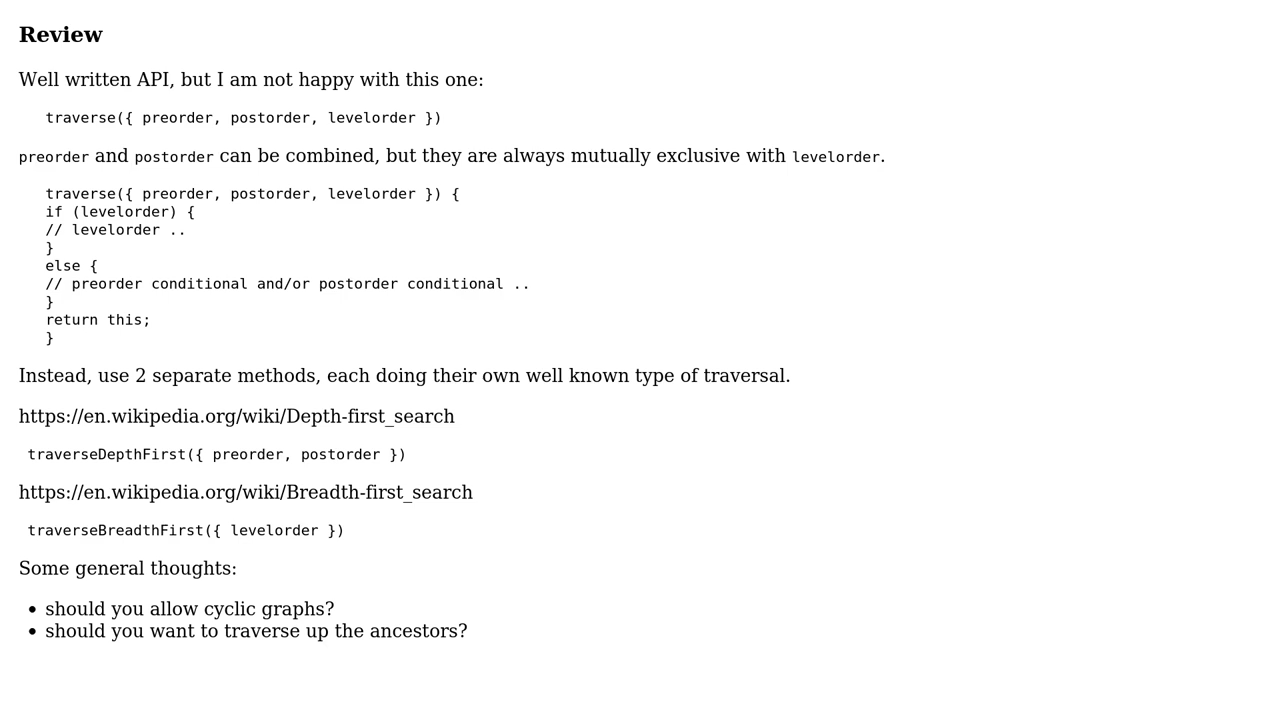 Review
Well written API, but I am not happy with this one:
traverse({ preorder, postorder, levelorder })
preorder and postorder can be combined, but they are always mutually exclusive with levelorder.
traverse({ preorder, postorder, levelorder }) {
if (levelorder) {
// levelorder ..
}
else {
// preorder conditional and/or postorder conditional ..
}
return this;
}
Instead, use 2 separate methods, each doing their own well known type of traversal.
https://en.wikipedia.org/wiki/Depth-first_search
traverseDepthFirst({ preorder, postorder })
https://en.wikipedia.org/wiki/Breadth-first_search
traverseBreadthFirst({ levelorder })
Some general thoughts:
• should you allow cyclic graphs?
• should you want to traverse up the ancestors?